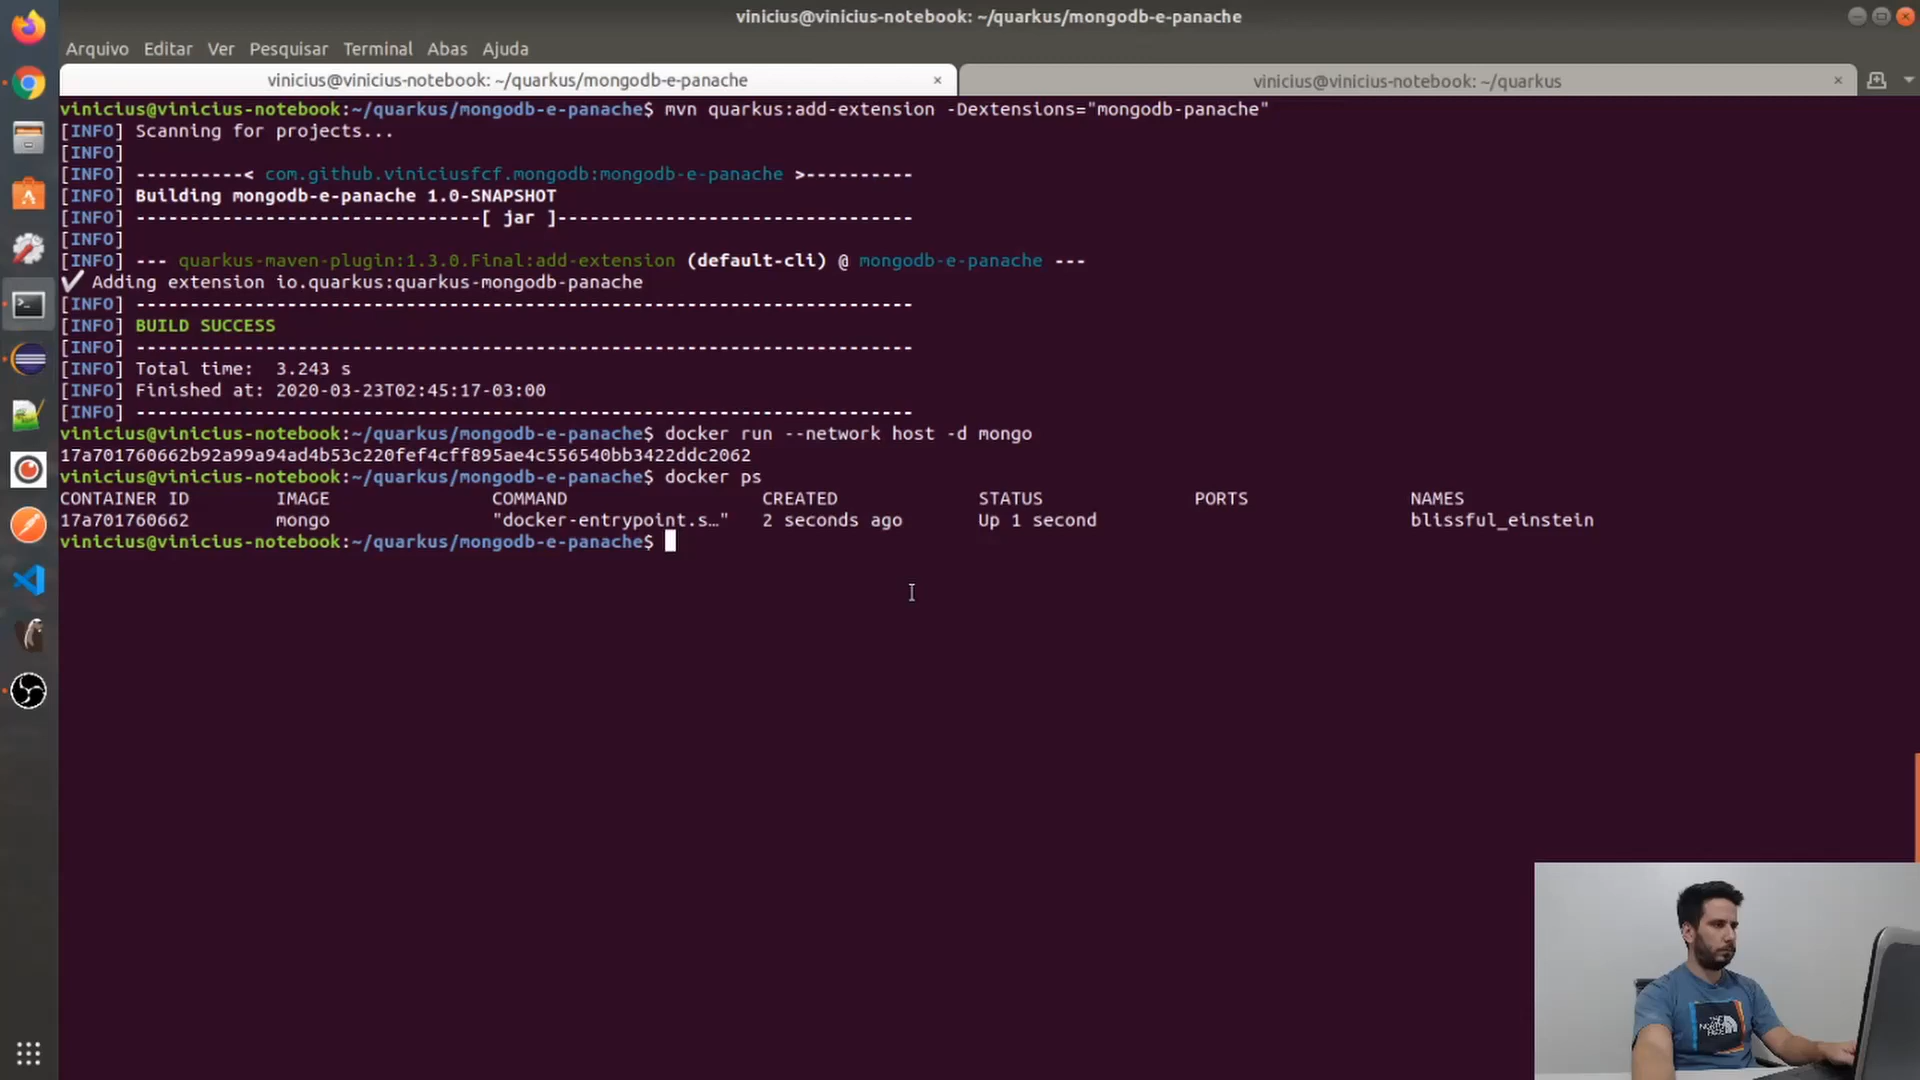 vinicius@vinicius-notebook: ~/quarkus/mongodb-e-panache
Arquivo Editar Ver Pesquisar Terminal Abas Ajuda
vinicius@vinicius-notebook: ~/quarkus/mongodb-e-panache × vinicius@vinicius-notebook: ~/quarkus ×
vinicius@vinicius-notebook:~/quarkus/mongodb-e-panache$ mvn quarkus:add-extension -Dextensions="mongodb-panache"
[INFO] Scanning for projects...
[INFO]
[INFO] ----------< com.github.viniciusfcf.mongodb:mongodb-e-panache >----------
[INFO] Building mongodb-e-panache 1.0-SNAPSHOT
[INFO] --------------------------------[ jar ]---------------------------------
[INFO]
[INFO] --- quarkus-maven-plugin:1.3.0.Final:add-extension (default-cli) @ mongodb-e-panache ---
✔ Adding extension io.quarkus:quarkus-mongodb-panache
[INFO] ------------------------------------------------------------------------
[INFO] BUILD SUCCESS
[INFO] ------------------------------------------------------------------------
[INFO] Total time:  3.243 s
[INFO] Finished at: 2020-03-23T02:45:17-03:00
[INFO] ------------------------------------------------------------------------
vinicius@vinicius-notebook:~/quarkus/mongodb-e-panache$ docker run --network host -d mongo
17a701760662b92a99a94ad4b53c220fef4cff895ae4c556540bb3422ddc2062
vinicius@vinicius-notebook:~/quarkus/mongodb-e-panache$ docker ps
CONTAINER ID        IMAGE               COMMAND                  CREATED             STATUS              PORTS               NAMES
17a701760662        mongo               "docker-entrypoint.s…"   2 seconds ago       Up 1 second                             blissful_einstein
vinicius@vinicius-notebook:~/quarkus/mongodb-e-panache$
THE
NORTH
FACE